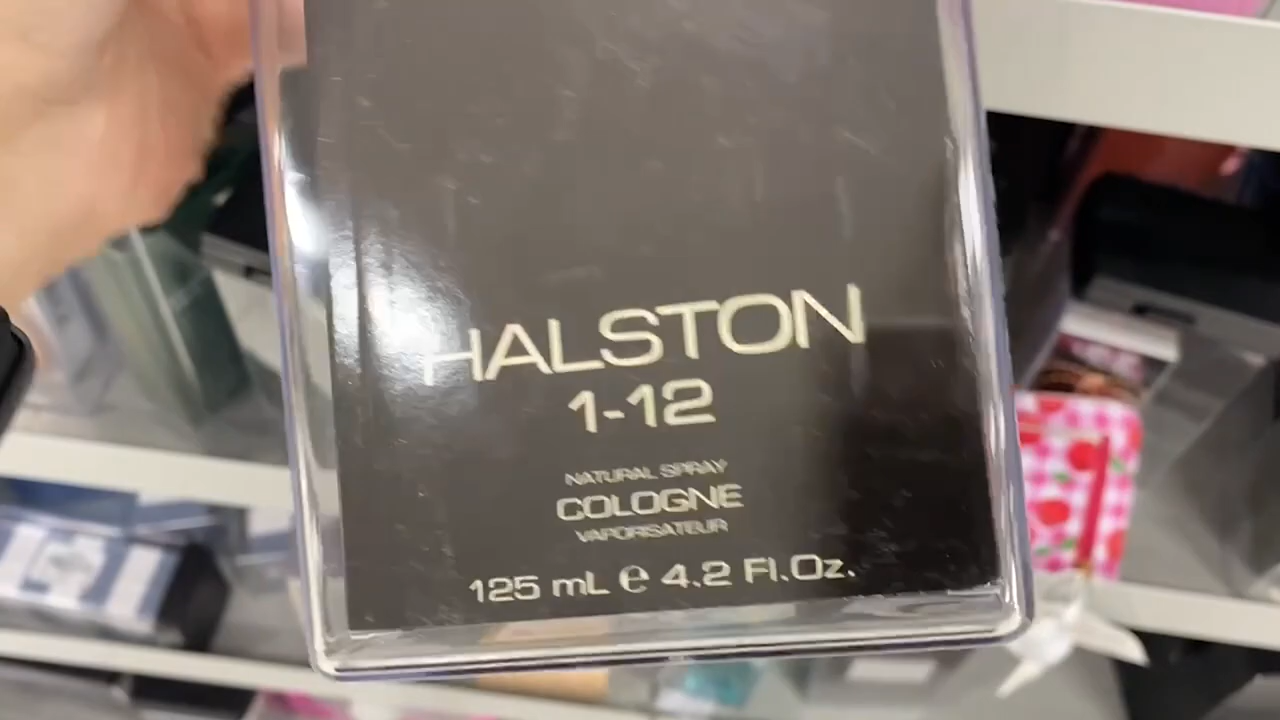 HALSTON
1-12
NATURAL SPRAY
COLOGNE
VAPORISATEUR
125 mL ℮ 4.2 Fl.Oz.